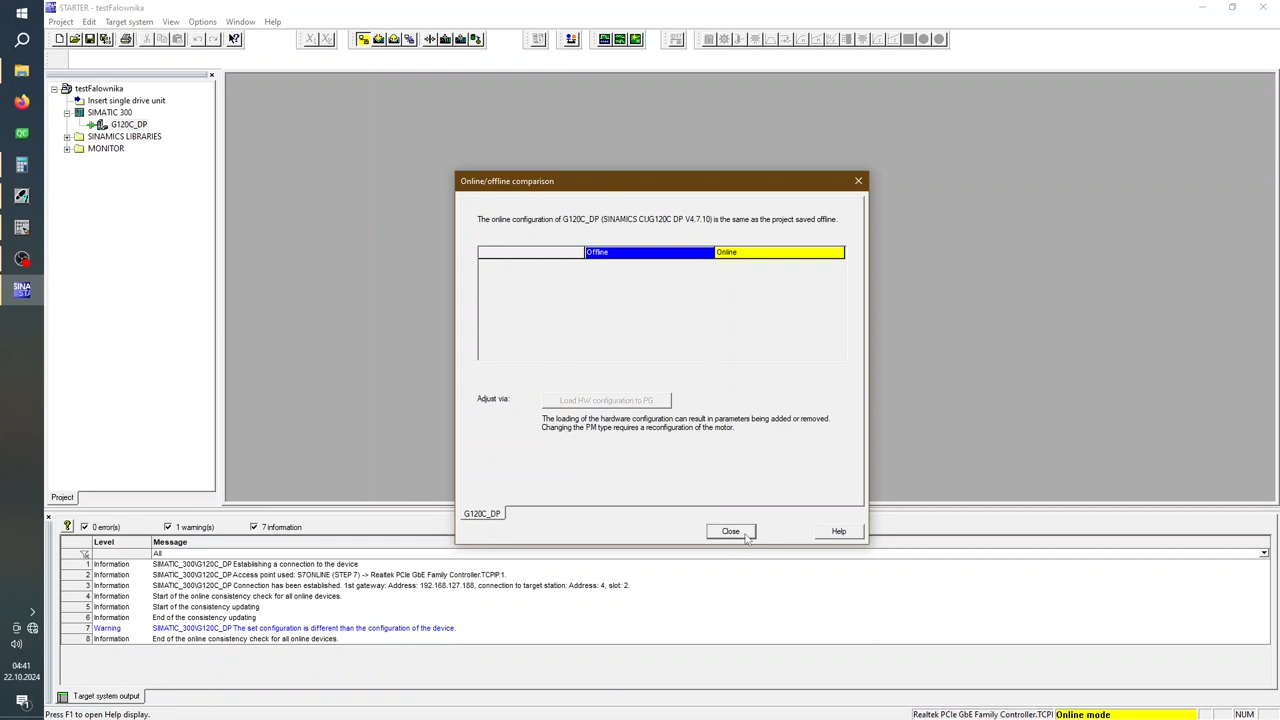 STARTER - testFalownika
Project Edit Target system View Options Window Help
testFalownika
Insert single drive unit
SIMATIC 300
G120C_DP
SINAMICS LIBRARIES
MONITOR
Project
Online/offline comparison
The online configuration of G120C_DP (SINAMICS CUG120C DP V4.7.10) is the same as the project saved offline.
Offline Online
Adjust via: Load HW configuration to PG
The loading of the hardware configuration can result in parameters being added or removed.
Changing the PM type requires a reconfiguration of the motor.
G120C_DP
Close Help
0 error(s) 1 warning(s) 7 information
Level Message
All
1 Information SIMATIC_300\G120C_DP Establishing a connection to the device
2 Information SIMATIC_300\G120C_DP Access point used: S7ONLINE (STEP 7) -> Realtek PCIe GbE Family Controller.TCPIP.1.
3 Information SIMATIC_300\G120C_DP Connection has been established. 1st gateway: Address: 192.168.127.188, connection to target station: Address: 4, slot: 2.
4 Information Start of the online consistency check for all online devices.
5 Information Start of the consistency updating
6 Information End of the consistency updating
7 Warning SIMATIC_300\G120C_DP The set configuration is different than the configuration of the device.
8 Information End of the online consistency check for all online devices.
Target system output
Press F1 to open Help display. Realtek PCIe GbE Family Controller.TCPI Online mode NUM
SINA
04:41
22.10.2024
1